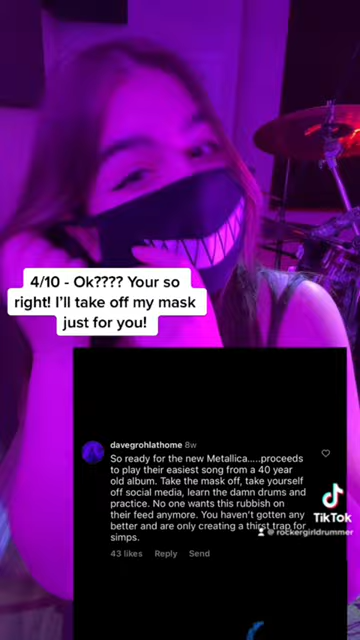 4/10 - Ok???? Your so
right! I'll take off my mask
just for you!
davegrohlathome 8w
So ready for the new Metallica.....proceeds
to play their easiest song from a 40 year
old album. Take the mask off, take yourself
off social media, learn the damn drums and
practice. No one wants this rubbish on
their feed anymore. You haven't gotten any
better and are only creating a thirst trap for
simps.
43 likes Reply Send
TikTok
@rockergirldrummer